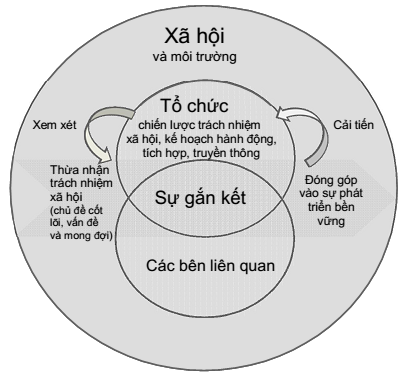 Xã hội
và môi trường
Tổ chức
chiến lược trách nhiệm
xã hội, kế hoạch hành động,
tích hợp, truyền thông
Xem xét
Cải tiến
Thừa nhận
trách nhiệm
xã hội
(chủ đề cốt
lõi, vấn đề
và mong đợi)
Sự gắn kết
Đóng góp
vào sự phát
triển bền
vững
Các bên liên quan